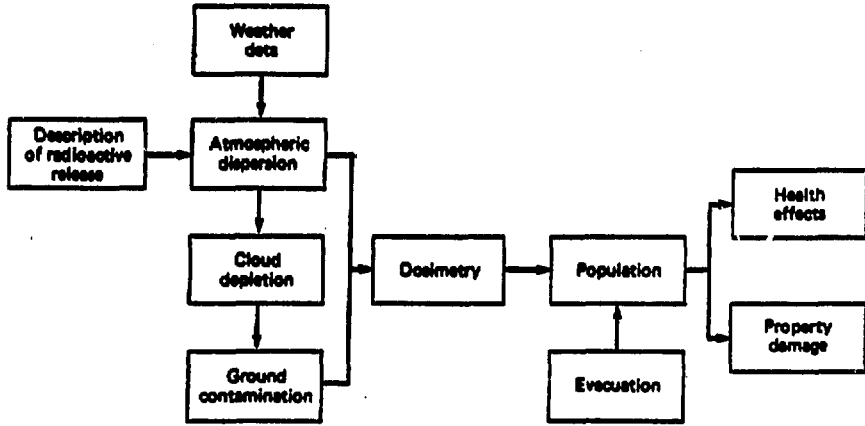 Weather
data
Description
of radioactive
release
Atmospheric
dispersion
Cloud
depletion
Ground
contamination
Dosimetry
Population
Evacuation
Health
effects
Property
damage